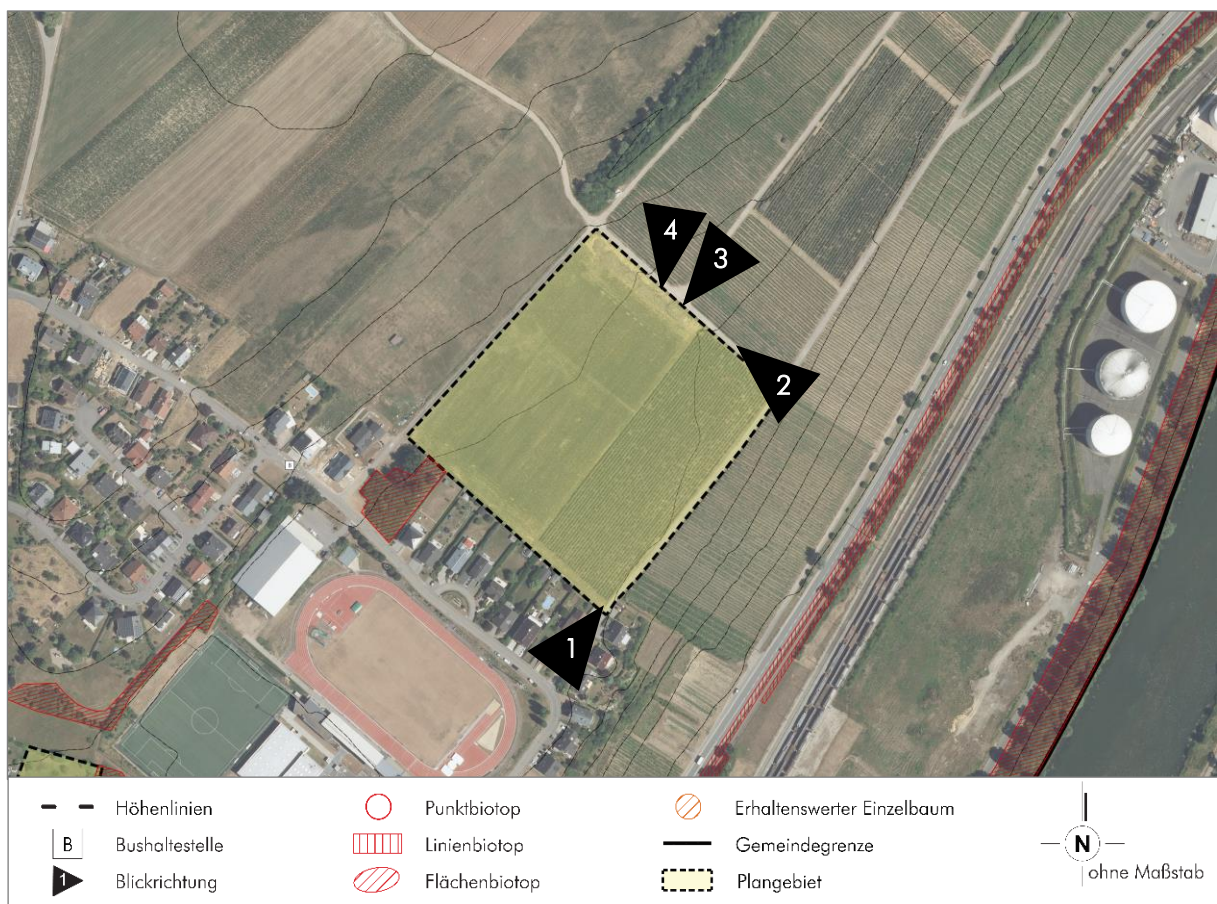 4
3
2
1
B
Höhenlinien
Punktbiotop
Erhaltenswerter Einzelbaum
B
Bushaltestelle
Linienbiotop
Gemeindegrenze
N
1
Blickrichtung
Flächenbiotop
Plangebiet
ohne Maßstab